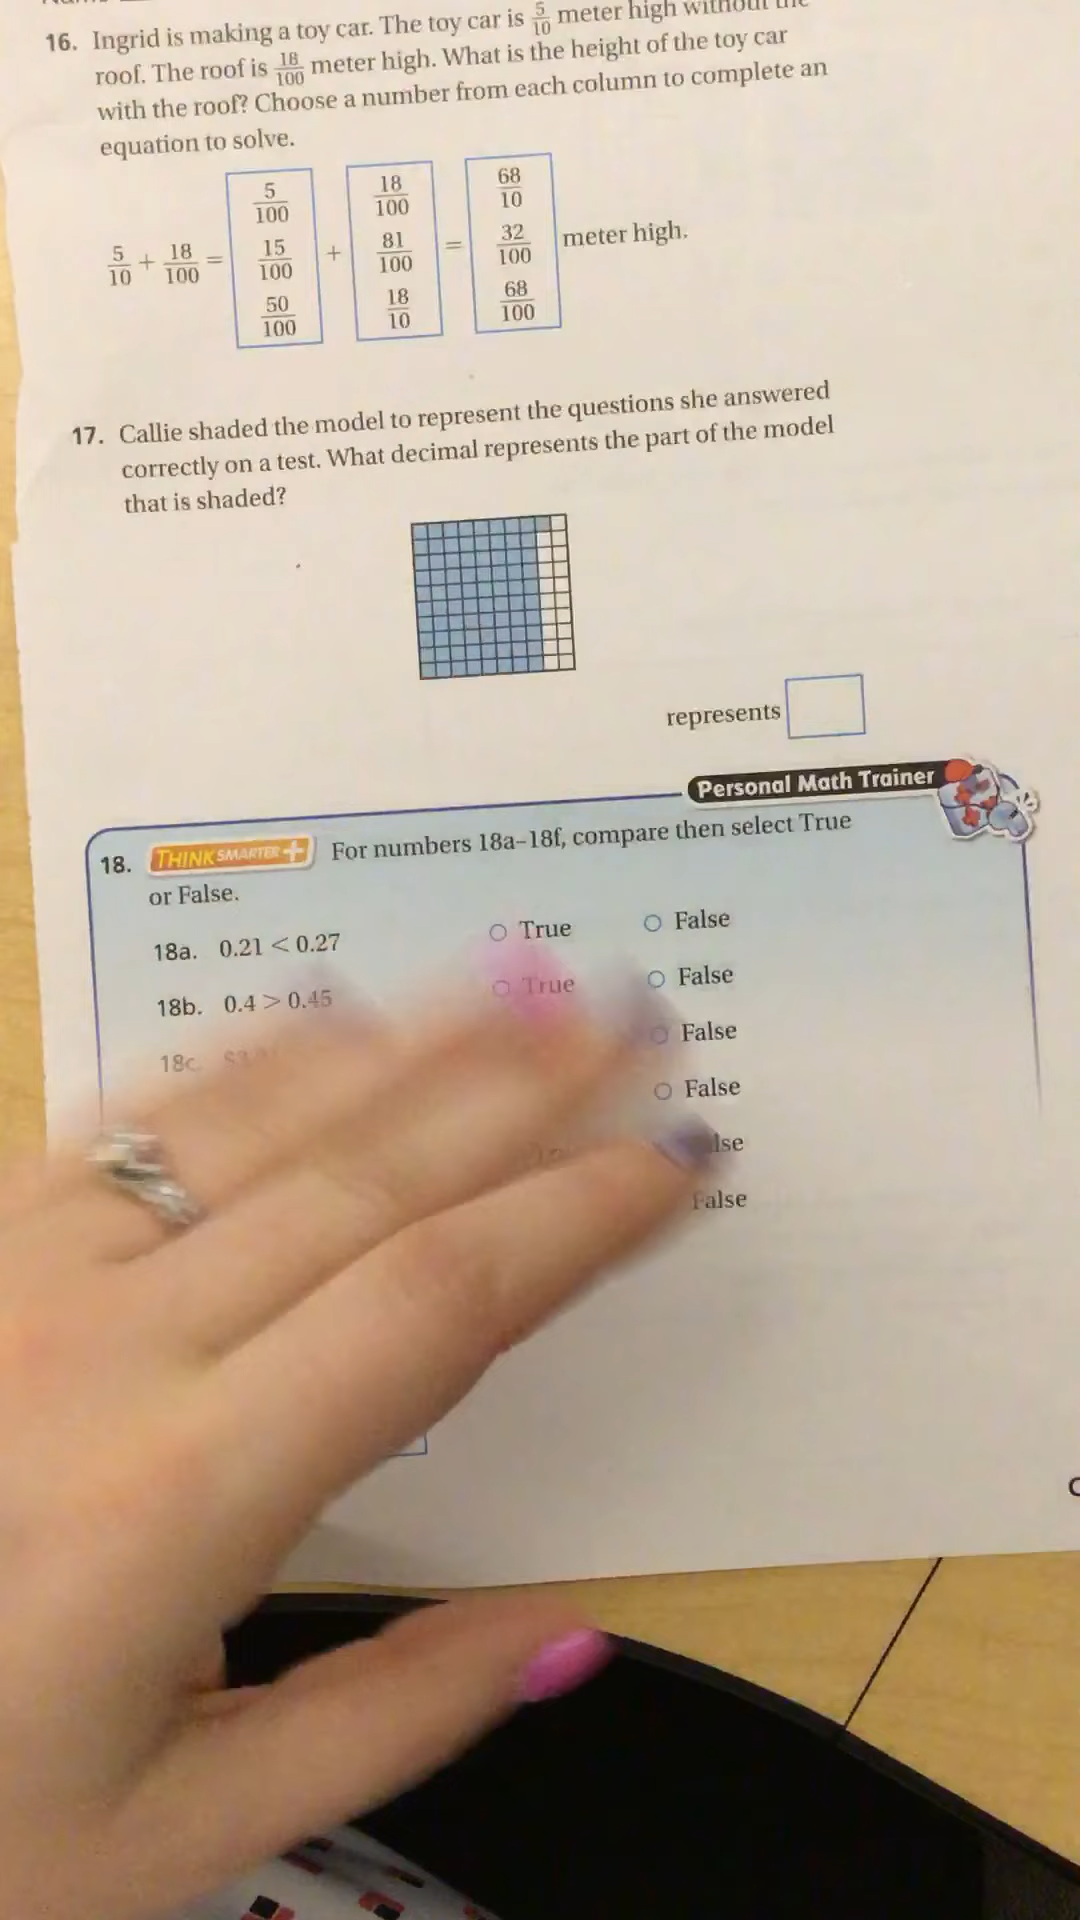 16. Ingrid is making a toy car. The toy car is 5/10 meter high without the
roof. The roof is 18/100 meter high. What is the height of the toy car
with the roof? Choose a number from each column to complete an
equation to solve.
5/10 + 18/100 = 5/100 15/100 50/100 + 18/100 81/100 18/10 = 68/10 32/100 68/100 meter high.
17. Callie shaded the model to represent the questions she answered
correctly on a test. What decimal represents the part of the model
that is shaded?
represents
Personal Math Trainer
18. THINK SMARTER + For numbers 18a–18f, compare then select True
or False.
18a. 0.21 < 0.27 ○ True ○ False
18b. 0.4 > 0.45 ○ True ○ False
18c. ○ False
○ False
False